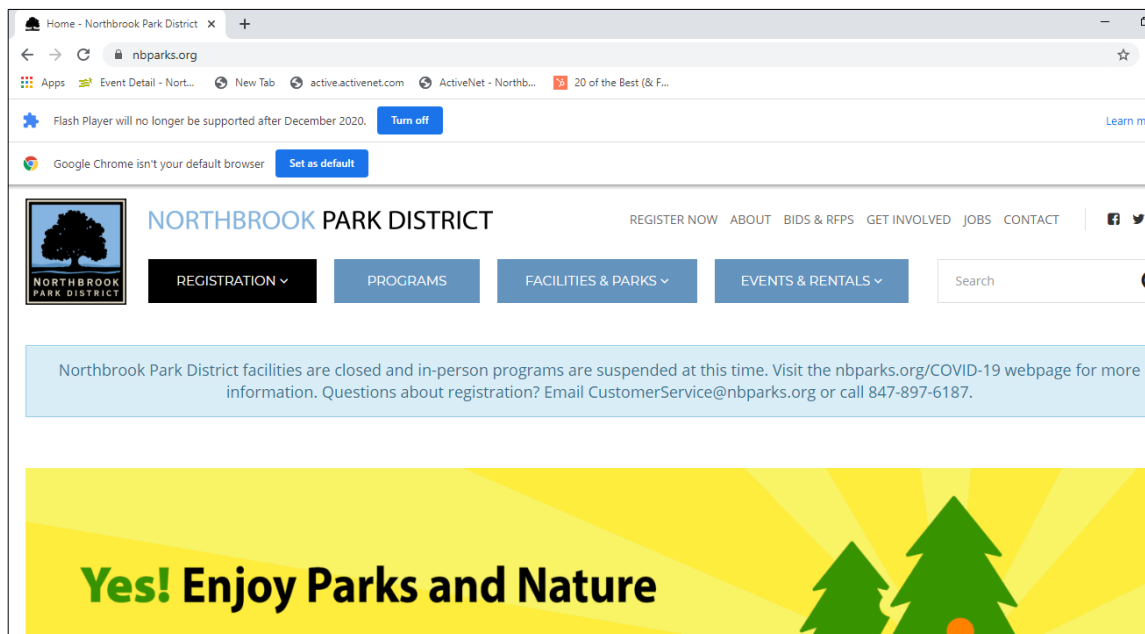 Home - Northbrook Park District
nbparks.org
Apps Event Detail - Nort... New Tab active.activenet.com ActiveNet - Northb... 20 of the Best (& F...
Flash Player will no longer be supported after December 2020. Turn off Learn m
Google Chrome isn't your default browser Set as default
NORTHBROOK PARK DISTRICT
REGISTER NOW ABOUT BIDS & RFPS GET INVOLVED JOBS CONTACT
NORTHBROOK
PARK DISTRICT
REGISTRATION PROGRAMS FACILITIES & PARKS EVENTS & RENTALS Search
Northbrook Park District facilities are closed and in-person programs are suspended at this time. Visit the nbparks.org/COVID-19 webpage for more
information. Questions about registration? Email CustomerService@nbparks.org or call 847-897-6187.
Yes! Enjoy Parks and Nature